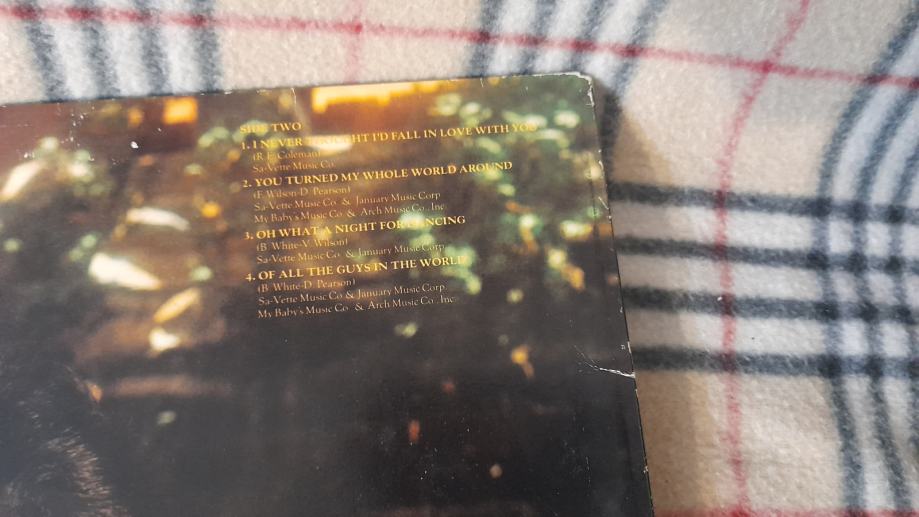 SIDE TWO
1. I NEVER THOUGHT I'D FALL IN LOVE WITH YOU
(R.E. Coleman)
Sa-Vette Music Co.
2. YOU TURNED MY WHOLE WORLD AROUND
(F. Wilson-D. Pearson)
Sa-Vette Music Co. & January Music Corp.
My Baby's Music Co. & Arch Music Co., Inc.
3. OH WHAT A NIGHT FOR DANCING
(B. White-V. Wilson)
Sa-Vette Music Co. & January Music Corp.
4. OF ALL THE GUYS IN THE WORLD
(B. White-D. Pearson)
Sa-Vette Music Co. & January Music Corp.
My Baby's Music Co. & Arch Music Co., Inc.